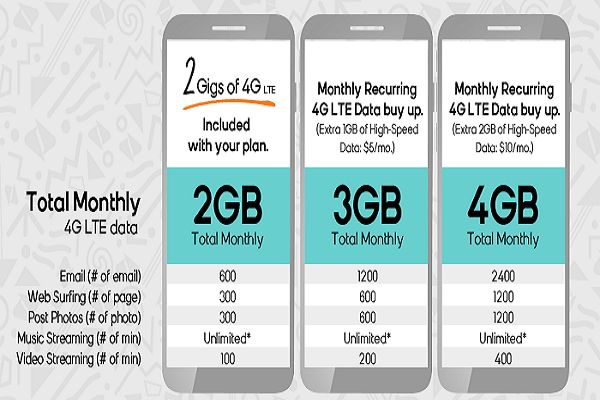 2 Gigs of 4G LTE
Included
with your plan.
Monthly Recurring
4G LTE Data buy up.
(Extra 1GB of High-Speed
Data: $5/mo.)
Monthly Recurring
4G LTE Data buy up.
(Extra 2GB of High-Speed
Data: $10/mo.)
Total Monthly
4G LTE data
2GB
Total Monthly
3GB
Total Monthly
4GB
Total Monthly
Email (# of email) 600 1200 2400
Web Surfing (# of page) 300 600 1200
Post Photos (# of photo) 300 600 1200
Music Streaming (# of min) Unlimited* Unlimited* Unlimited*
Video Streaming (# of min) 100 200 400